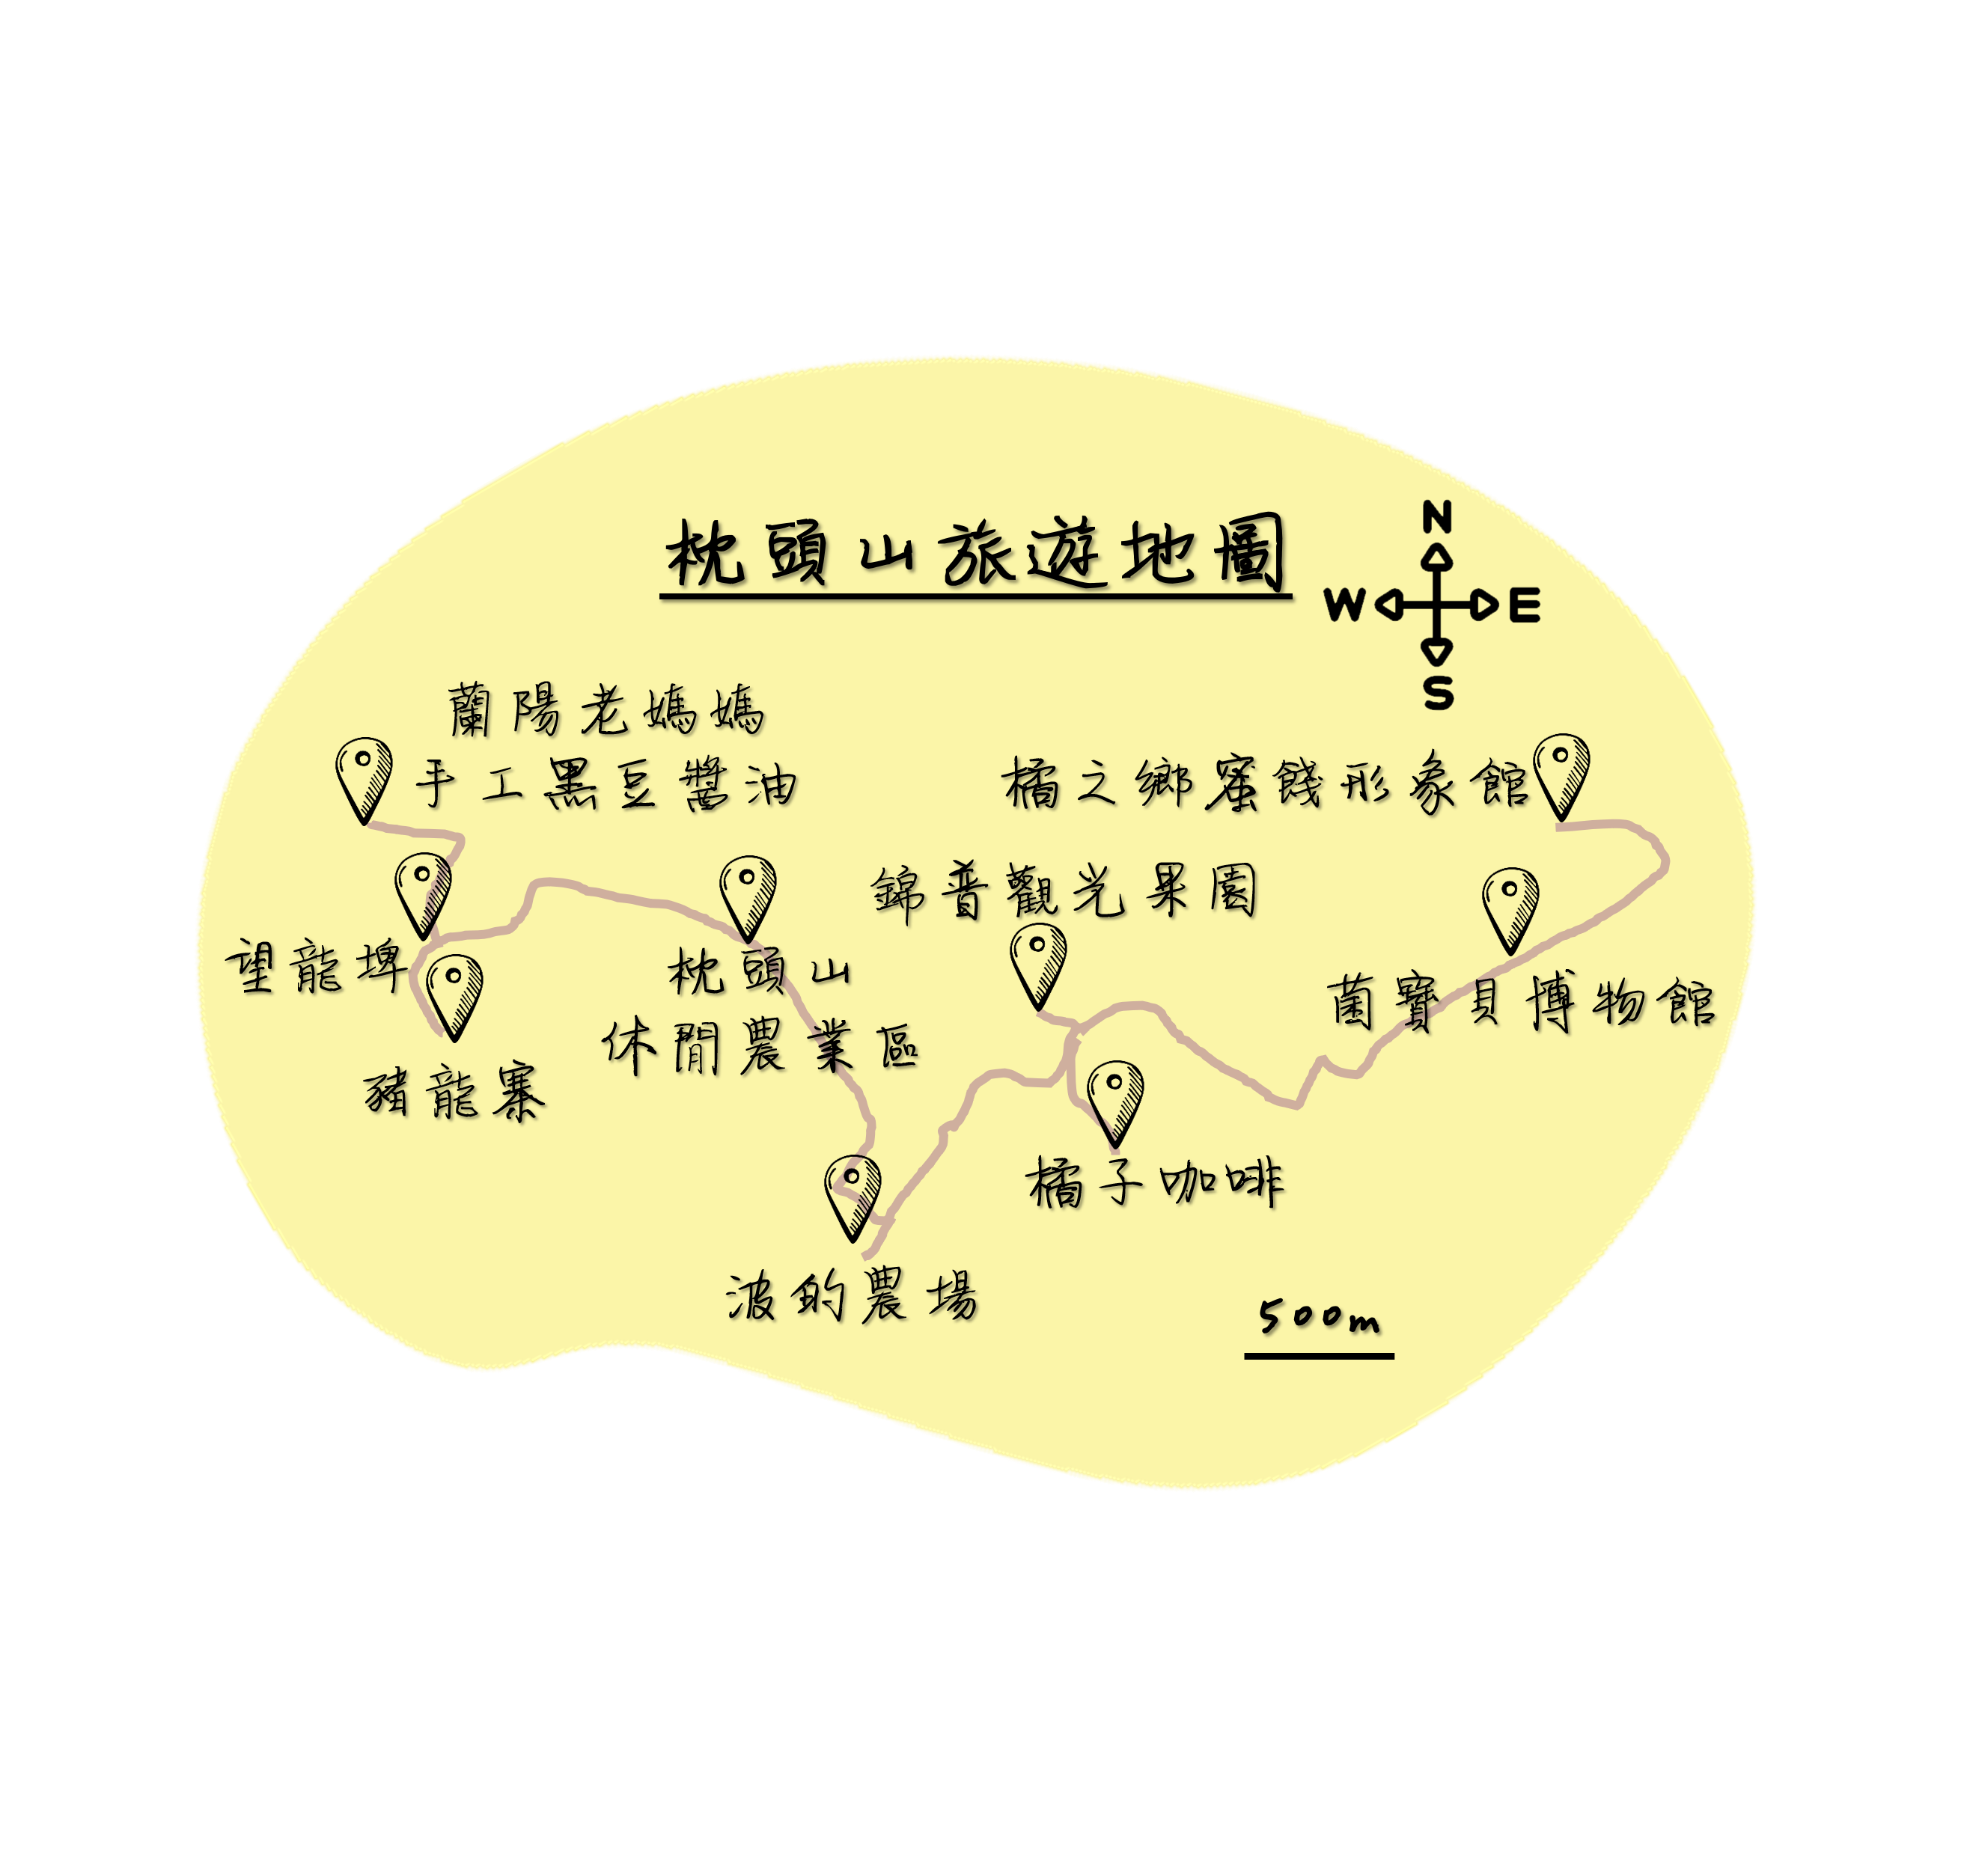 枕頭山旅遊地圖
N
W E
S
蘭陽老媽媽
手工黑豆醬油
橘之鄉蜜餞形象館
錦普觀光果園
望龍埤
枕頭山
休閒農業區
菌寶貝博物館
豬龍寨
橘子咖啡
波的農場
500m